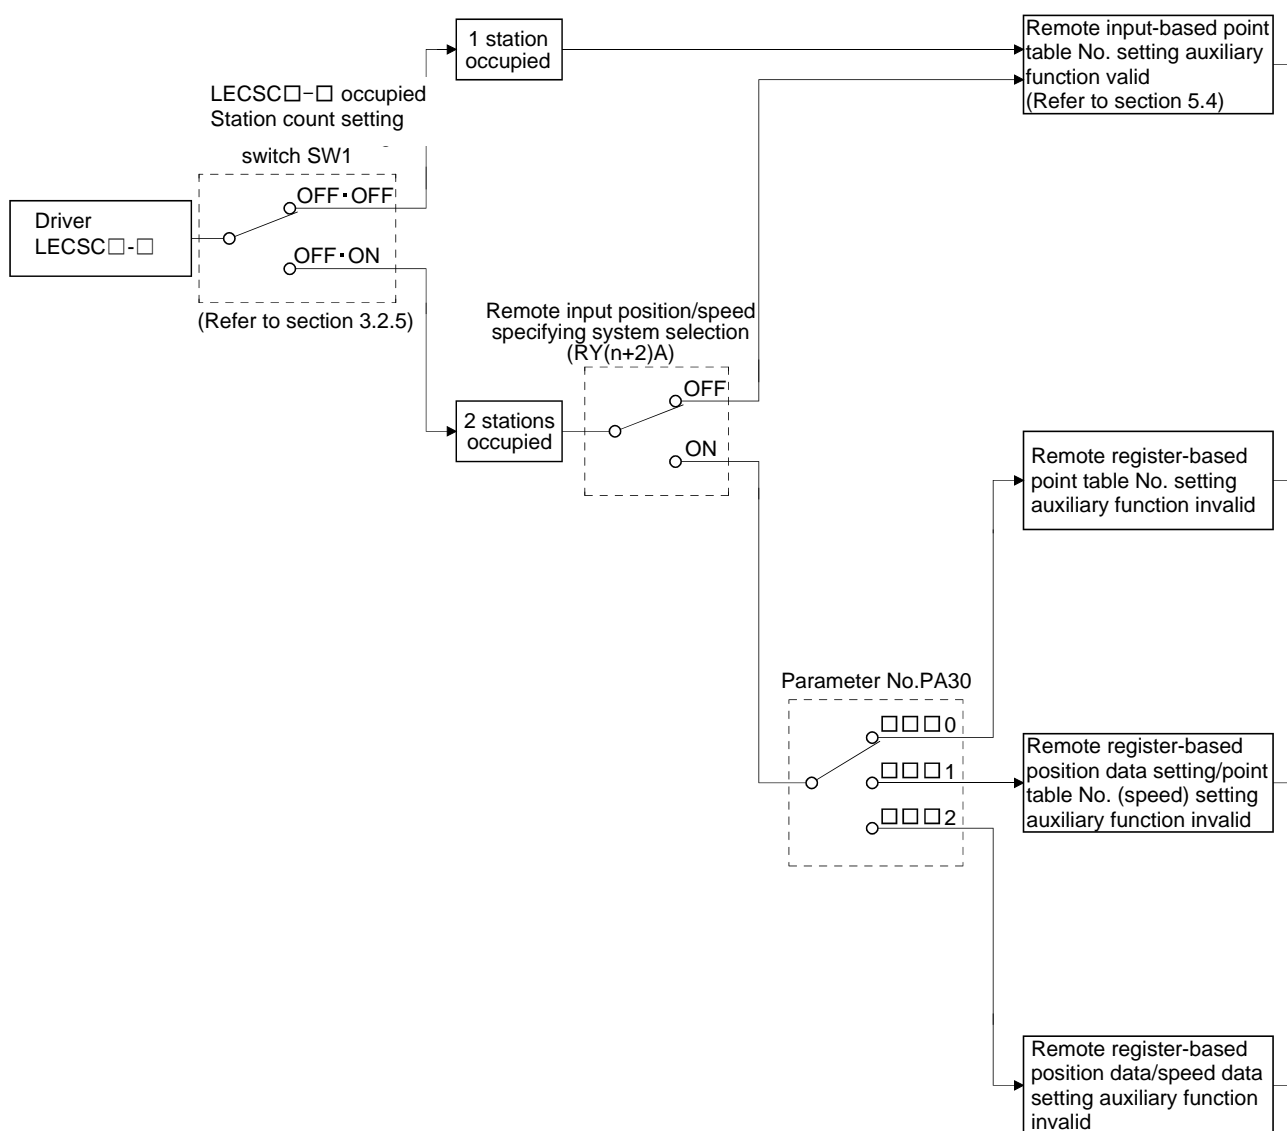 1 station
occupied
Remote input-based point
table No. setting auxiliary
function valid
(Refer to section 5.4)
LECSC□-□ occupied
Station count setting
switch SW1
OFF・OFF
OFF・ON
Driver
LECSC□-□
(Refer to section 3.2.5)
Remote input position/speed
specifying system selection
(RY(n+2)A)
OFF
ON
2 stations
occupied
Remote register-based
point table No. setting
auxiliary function invalid
Parameter No.PA30
□□□0
□□□1
□□□2
Remote register-based
position data setting/point
table No. (speed) setting
auxiliary function invalid
Remote register-based
position data/speed data
setting auxiliary function
invalid